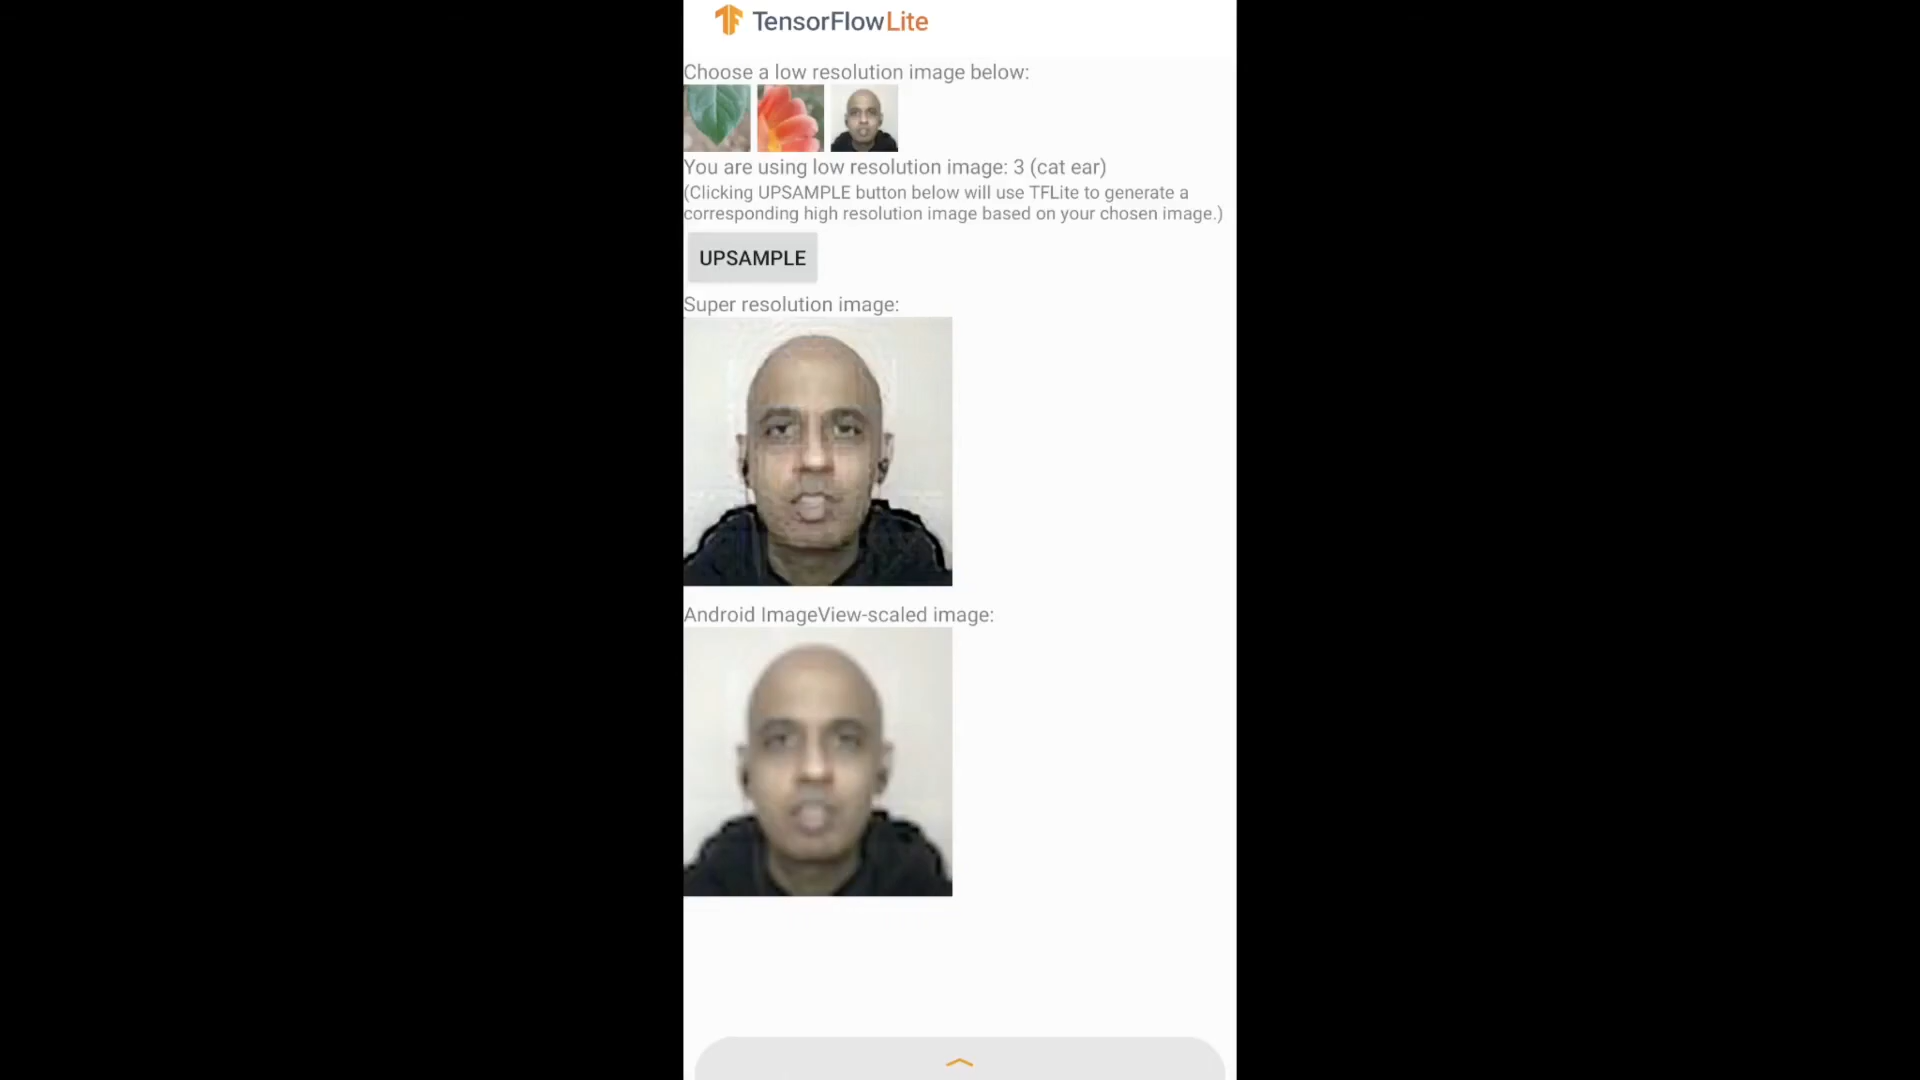 TensorFlow Lite
Choose a low resolution image below:
You are using low resolution image: 3 (cat ear)
(Clicking UPSAMPLE button below will use TFLite to generate a
corresponding high resolution image based on your chosen image.)
UPSAMPLE
Super resolution image:
Android ImageView-scaled image: